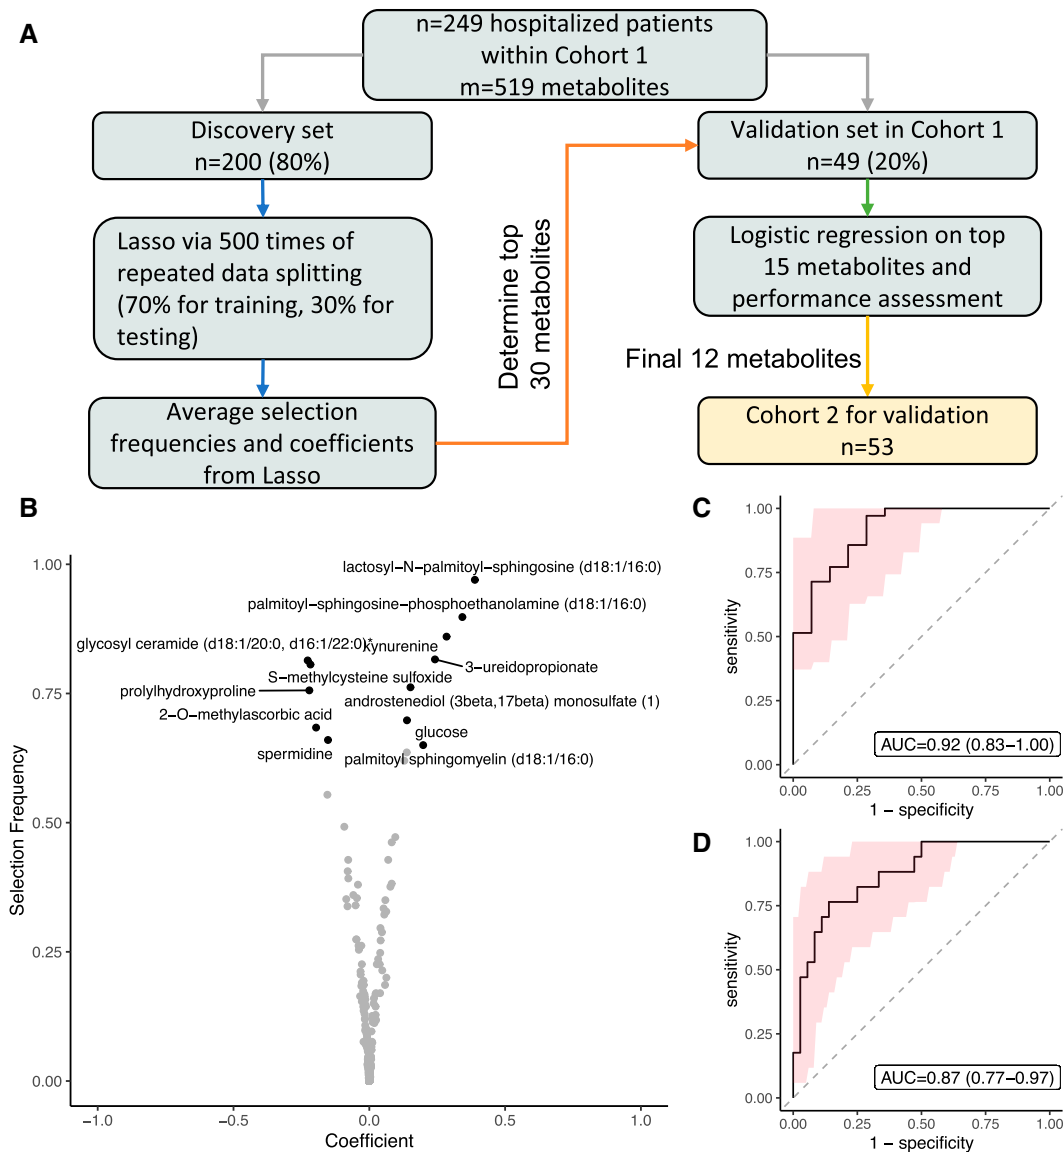 A
n=249 hospitalized patients
within Cohort 1
m=519 metabolites
Discovery set
n=200 (80%)
Validation set in Cohort 1
n=49 (20%)
Lasso via 500 times of
repeated data splitting
(70% for training, 30% for
testing)
Determine top
30 metabolites
Logistic regression on top
15 metabolites and
performance assessment
Final 12 metabolites
Average selection
frequencies and coefficients
from Lasso
Cohort 2 for validation
n=53
B
Selection Frequency
1.00
0.75
0.50
0.25
0.00
lactosyl−N−palmitoyl−sphingosine (d18:1/16:0)
palmitoyl−sphingosine−phosphoethanolamine (d18:1/16:0)
glycosyl ceramide (d18:1/20:0, d16:1/22:0)*
kynurenine
3−ureidopropionate
S−methylcysteine sulfoxide
prolylhydroxyproline
androstenediol (3beta,17beta) monosulfate (1)
2−O−methylascorbic acid
glucose
spermidine
palmitoyl sphingomyelin (d18:1/16:0)
−1.0
−0.5
0.0
0.5
1.0
Coefficient
C
sensitivity
1.00
0.75
0.50
0.25
0.00
AUC=0.92 (0.83−1.00)
0.00
0.25
0.50
0.75
1.00
1 − specificity
D
sensitivity
1.00
0.75
0.50
0.25
0.00
AUC=0.87 (0.77−0.97)
0.00
0.25
0.50
0.75
1.00
1 − specificity